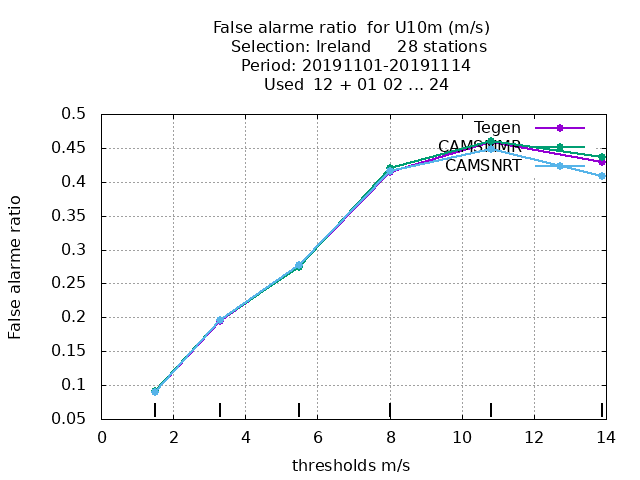 False alarme ratio  for U10m (m/s)
Selection: Ireland     28 stations
Period: 20191101-20191114
Used  12 + 01 02 ... 24
0.5
0.45
0.4
0.35
0.3
0.25
0.2
0.15
0.1
0.05
False alarme ratio
Tegen
CAMSNRT
0 2 4 6 8 10 12 14
thresholds m/s